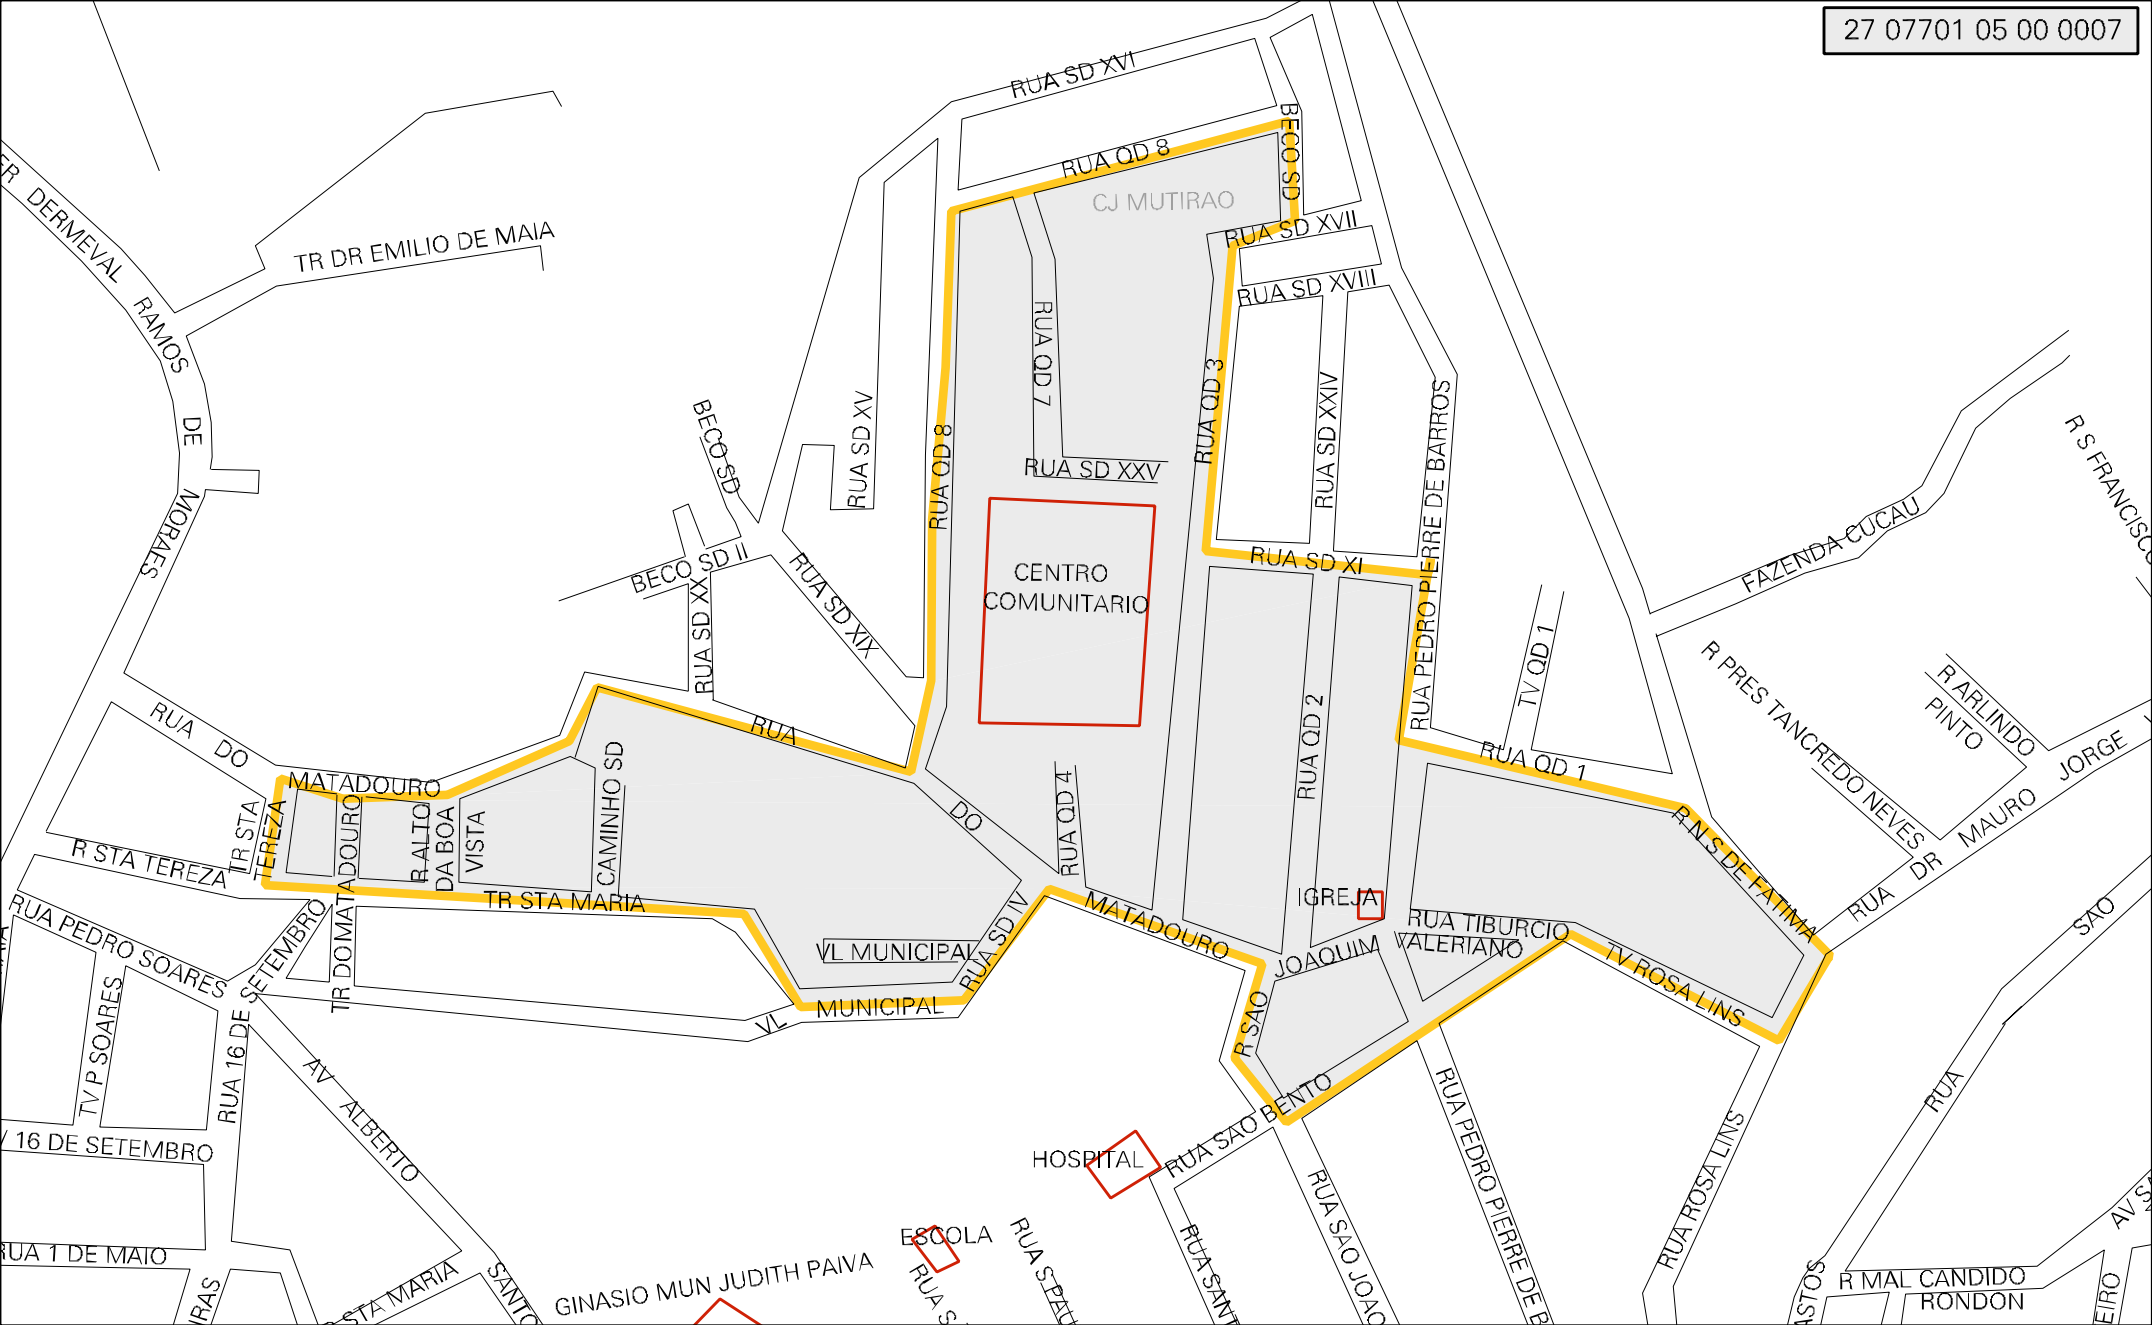 27 07701 05 00 0007
RUA SD XVI
BECO SD
RUA QD 8
CJ MUTIRAO
RUA SD XVII
RUA SD XVIII
DERMEVAL RAMOS DE MORAES
TR DR EMILIO DE MAIA
RUA QD 7
RUA QD 3
RUA SD XXIV
RUA PEDRO PIERRE DE BARROS
RUA SD XV
BECO SD
RUA QD 8
RUA SD XXV
R S FRANCISCO
FAZENDA CUCAU
BECO SD II
RUA SD XX
RUA SD XIX
RUA SD XI
CENTRO
COMUNITARIO
TV QD 1
R PRES TANCREDO NEVES
R ARLINDO
PINTO
RUA DO MATADOURO
RUA DO MATADOURO
RUA QD 2
RUA QD 1
RUA DR MAURO JORGE
CAMINHO SD
TR STA
TEREZA
R STA TEREZA
TR DO MATADOURO
R ALTO
DA BOA
VISTA
RUA QD 4
R N S DE FATIMA
TR STA MARIA
IGREJA
RUA TIBURCIO
VALERIANO
R SAO JOAQUIM
TV ROSA LINS
RUA PEDRO SOARES
VL MUNICIPAL
RUA SD IV
VL MUNICIPAL
TV P SOARES
RUA 16 DE SETEMBRO
AV ALBERTO SANTO
16 DE SETEMBRO
RUA SAO BENTO
HOSPITAL
RUA PEDRO PIERRE DE B
RUA SAO JOAQ
RUA ROSA LINS
RUA SAO
RUA 1 DE MAIO
STA MARIA
GINASIO MUN JUDITH PAIVA
ESCOLA
RUA S PAU
RUA SANT
R MAL CANDIDO
RONDON